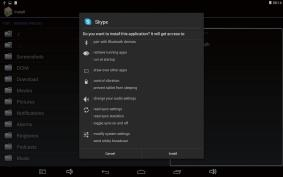 Install
Skype
Do you want to install this application? It will get access to:
./
Screenshots
DCIM
Download
Movies
Pictures
Notifications
Alarms
Ringtones
Podcasts
Music
pair with Bluetooth devices
retrieve running apps
run at startup
draw over other apps
control vibration
prevent tablet from sleeping
change your audio settings
read sync settings
read sync statistics
toggle sync on and off
modify system settings
send sticky broadcast
Cancel
Install